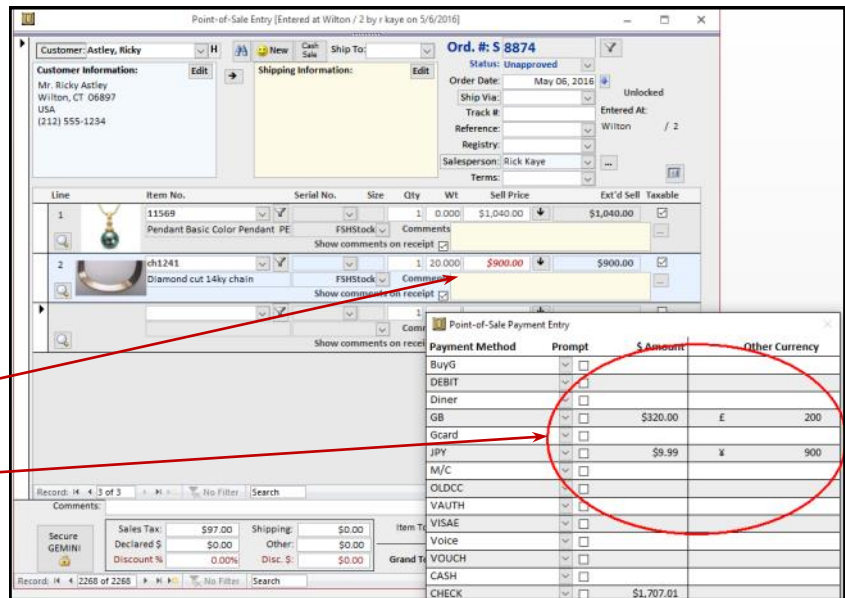 Point-of-Sale Entry [Entered at Wilton / 2 by r kaye on 5/6/2016]
Customer: Astley, Ricky H New Cash Sale Ship To: Ord. #: S 8874
Status: Unapproved
Customer Information: Edit Shipping Information: Edit
Order Date: May 06, 2016
Mr. Ricky Astley
Wilton, CT 06897
USA
(212) 555-1234
Ship Via: Unlocked
Track #: Entered At:
Reference: Wilton / 2
Registry:
Salesperson: Rick Kaye ...
Terms:
Line Item No. Serial No. Size Qty Wt Sell Price Ext'd Sell Taxable
1 11569 1 0.000 $1,040.00 $1,040.00
Pendant Basic Color Pendant PE FSHStock Comments ...
Show comments on receipt
2 ch1241 1 20.000 $900.00 $900.00
Diamond cut 14ky chain FSHStock Comments ...
Show comments on receipt
1
Comm
Show comments on recei
Point-of-Sale Payment Entry
Payment Method Prompt $ Amount Other Currency
BuyG
DEBIT
Diner
GB $320.00 £ 200
Gcard
JPY $9.99 ¥ 900
M/C
OLDCC
VAUTH
VISAE
Voice
VOUCH
CASH
CHECK $1,707.01
Record: 3 of 3 No Filter Search
Comments:
Secure GEMINI
Sales Tax: $97.00 Shipping: $0.00 Item To
Declared $ $0.00 Other: $0.00
Discount % 0.00% Disc. $: $0.00 Grand To
Record: 2268 of 2268 No Filter Search